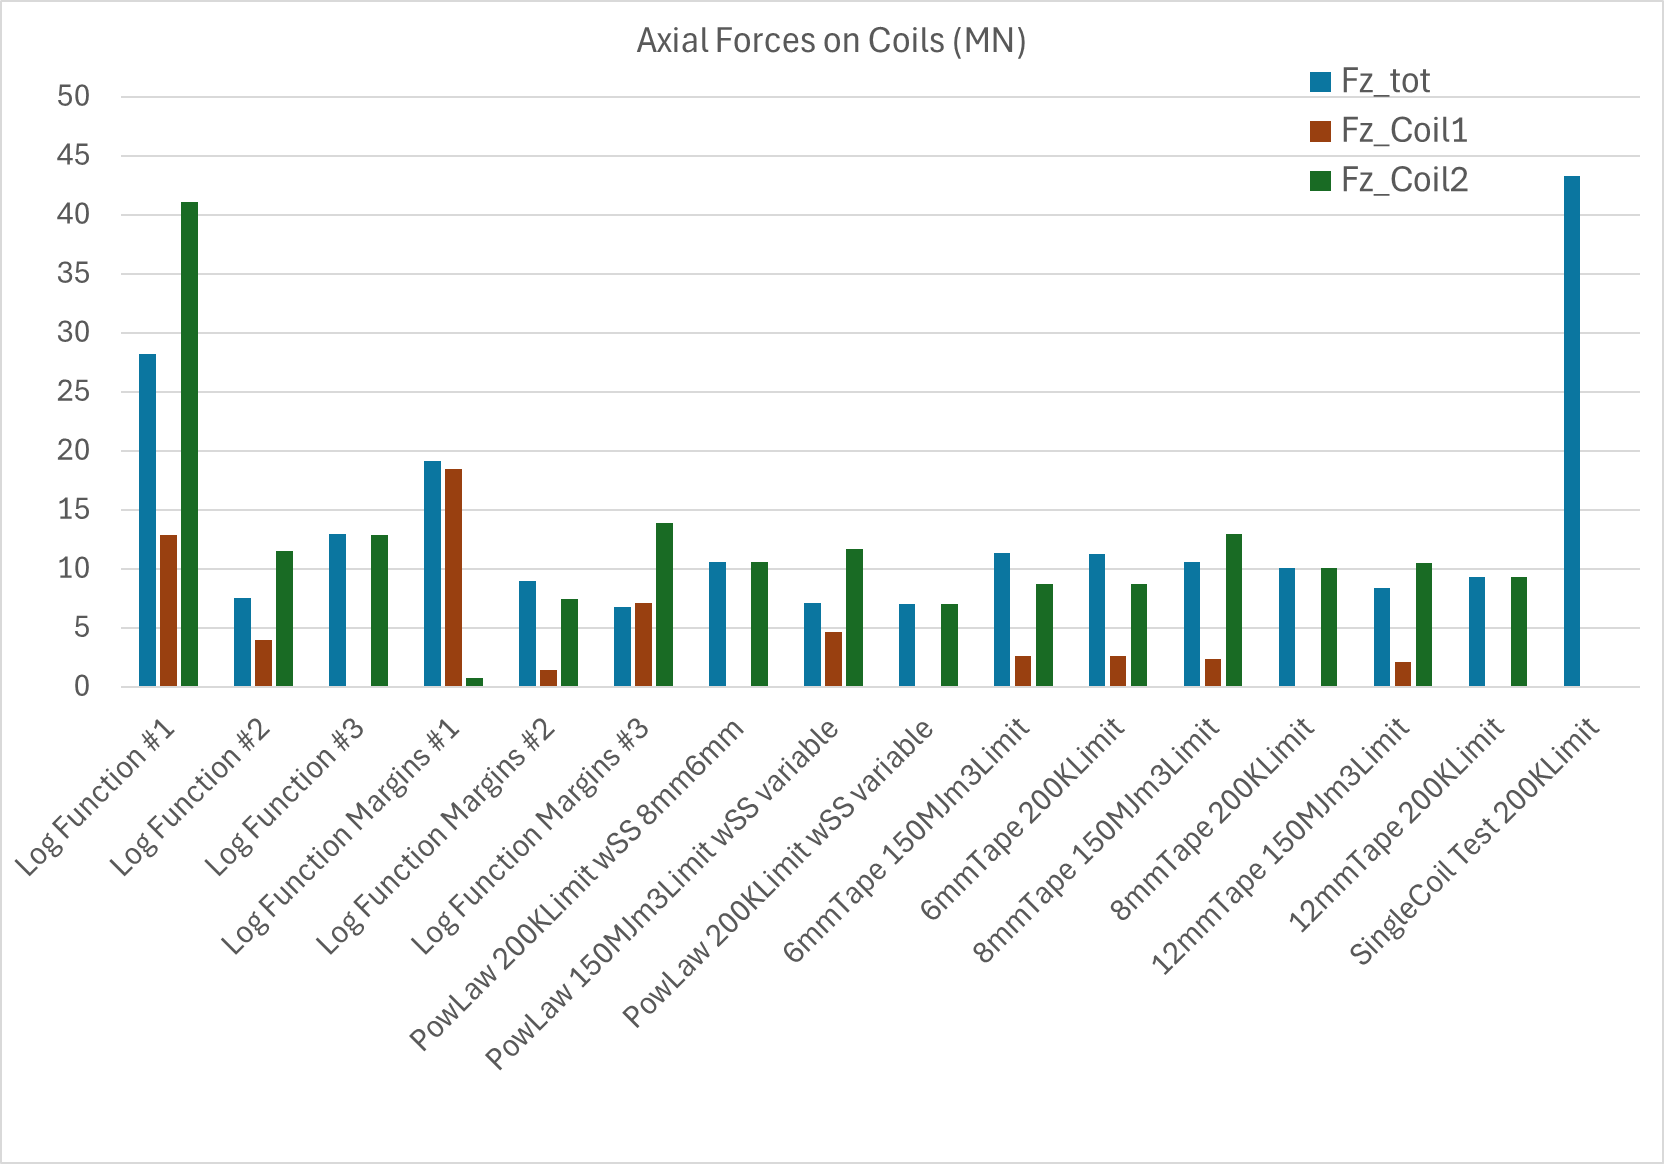 Axial Forces on Coils (MN)
Fz_tot
Fz_Coil1
Fz_Coil2
50
45
40
35
30
25
20
15
10
5
0
Log Function #1
Log Function #2
Log Function #3
Log Function Margins #1
Log Function Margins #2
Log Function Margins #3
PowLaw 200KLimit wSS 8mm6mm
PowLaw 150MJm3Limit wSS variable
PowLaw 200KLimit wSS variable
6mmTape 150MJm3Limit
6mmTape 200KLimit
8mmTape 150MJm3Limit
8mmTape 200KLimit
12mmTape 150MJm3Limit
12mmTape 200KLimit
SingleCoil Test 200KLimit